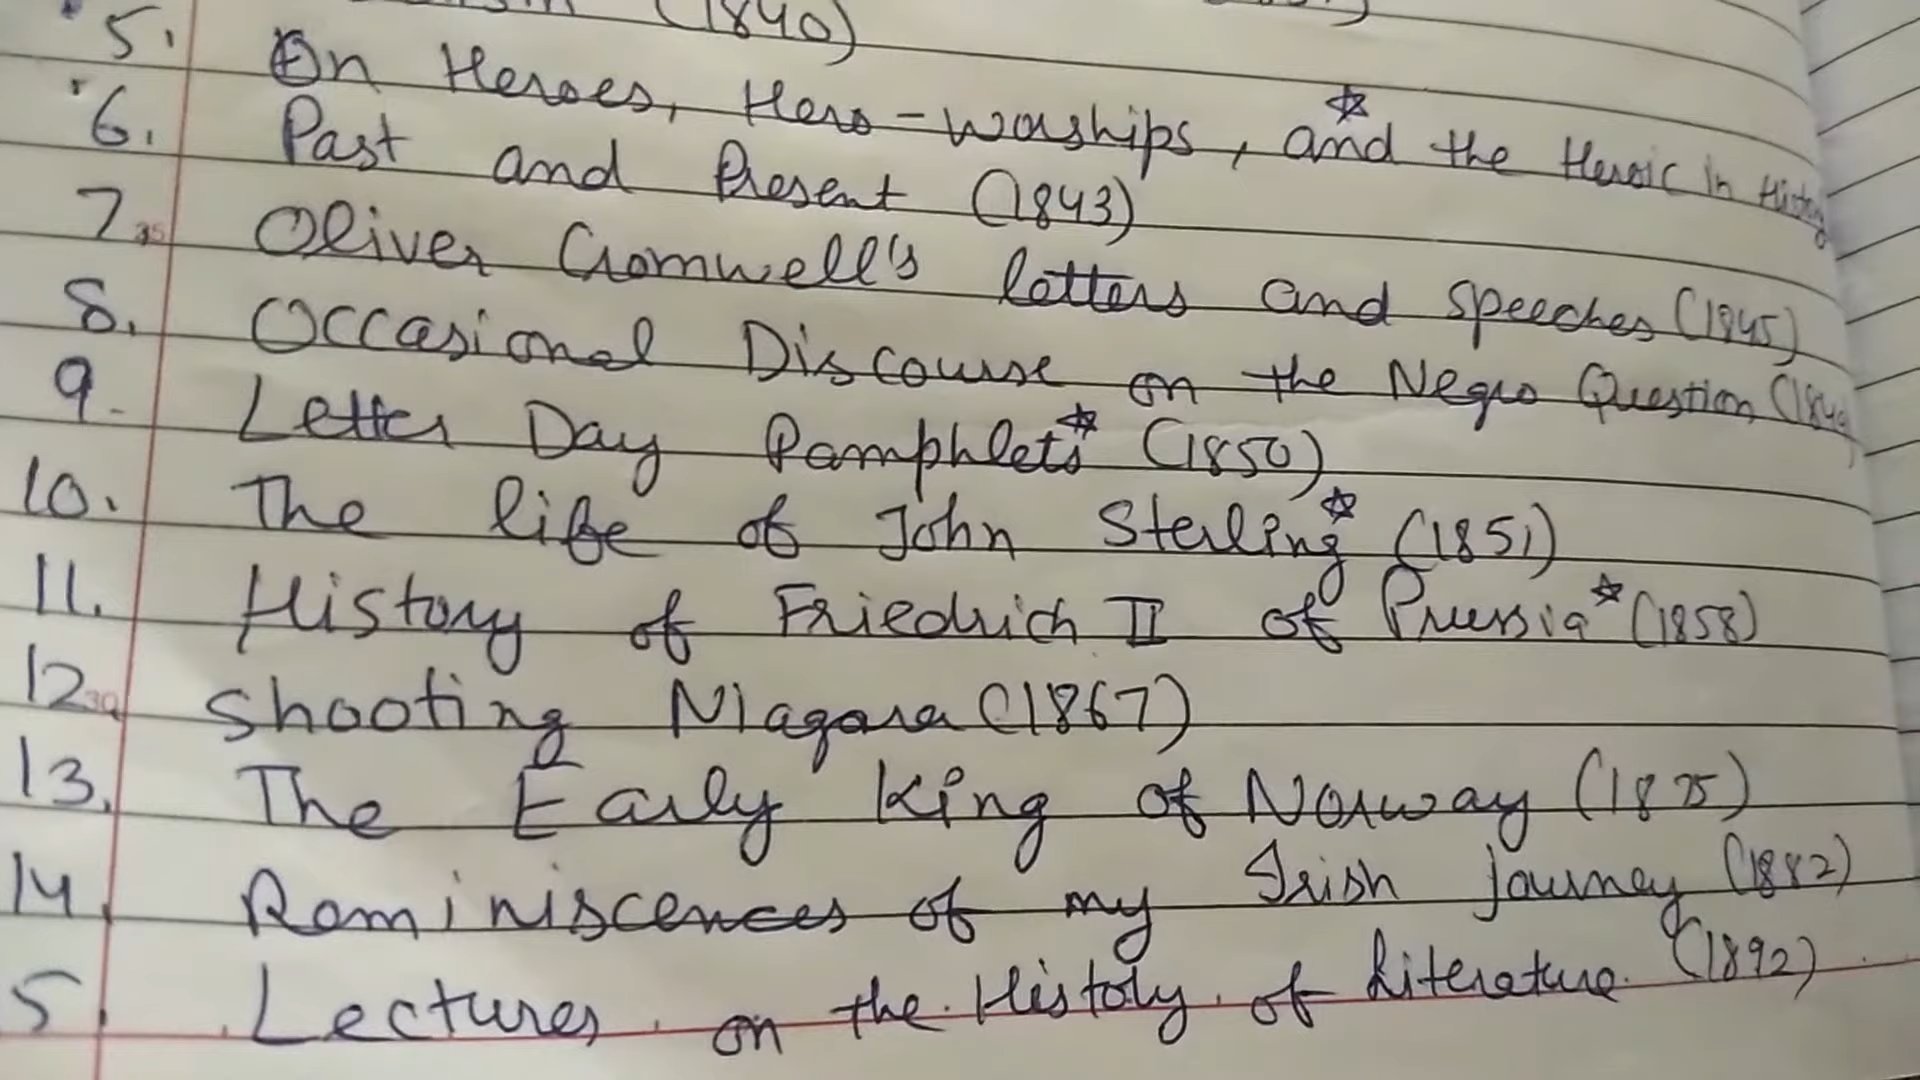 (1840)
5. On Heroes, Hero-worships, and the Heroic in History
6. Past and Present (1843)
7. Oliver Cromwell's letters and speeches (1845)
8. Occasional Discourse on the Negro Question (1849)
9. Letter Day Pamphlets* (1850)
10. The life of John Sterling* (1851)
11. History of Friedrich II of Prussia* (1858)
12. Shooting Niagara (1867)
13. The Early King of Norway (1875)
14. Reminiscences of my Irish journey (1882)
5 Lectures on the History of Literature. (1892)